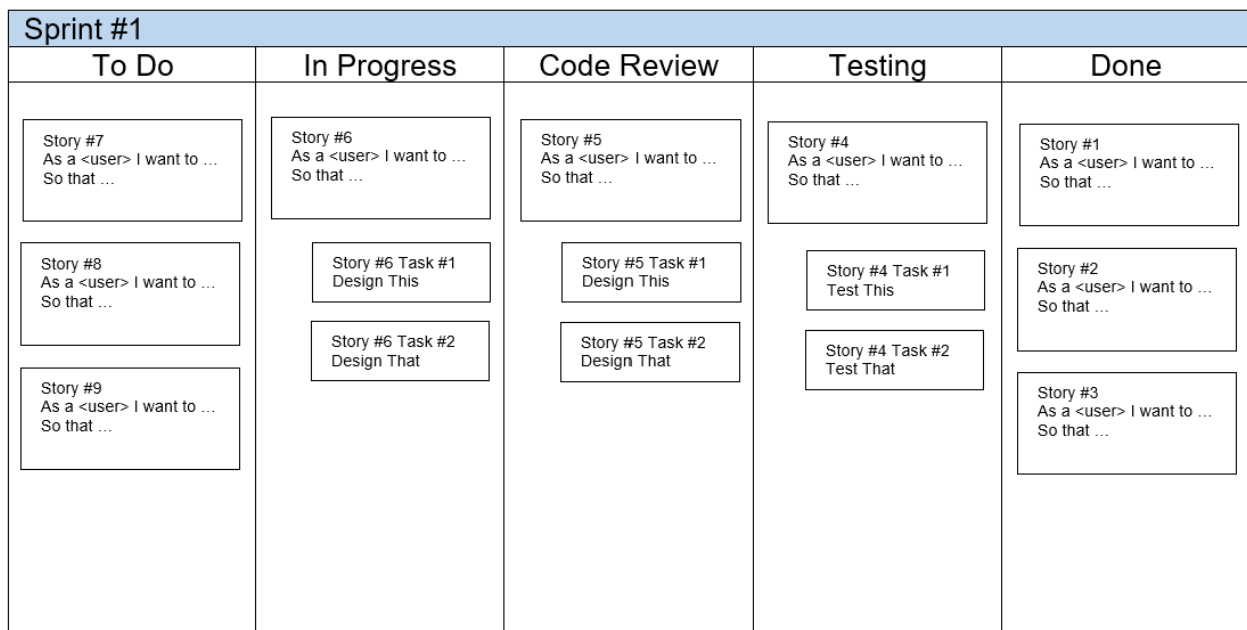 Sprint #1
To Do
In Progress
Code Review
Testing
Done
Story #7
As a <user> I want to …
So that …
Story #8
As a <user> I want to …
So that …
Story #9
As a <user> I want to …
So that …
Story #6
As a <user> I want to …
So that …
Story #6 Task #1
Design This
Story #6 Task #2
Design That
Story #5
As a <user> I want to …
So that …
Story #5 Task #1
Design This
Story #5 Task #2
Design That
Story #4
As a <user> I want to …
So that …
Story #4 Task #1
Test This
Story #4 Task #2
Test That
Story #1
As a <user> I want to …
So that …
Story #2
As a <user> I want to …
So that …
Story #3
As a <user> I want to …
So that …